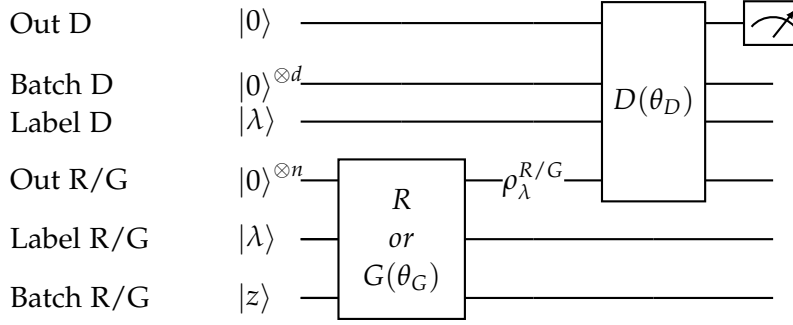 Out D |0⟩
Batch D |0⟩^{⊗d}
Label D |λ⟩
D(θ_D)
Out R/G |0⟩^{⊗n} ρ_λ^{R/G}
Label R/G |λ⟩
Batch R/G |z⟩
R
or
G(θ_G)